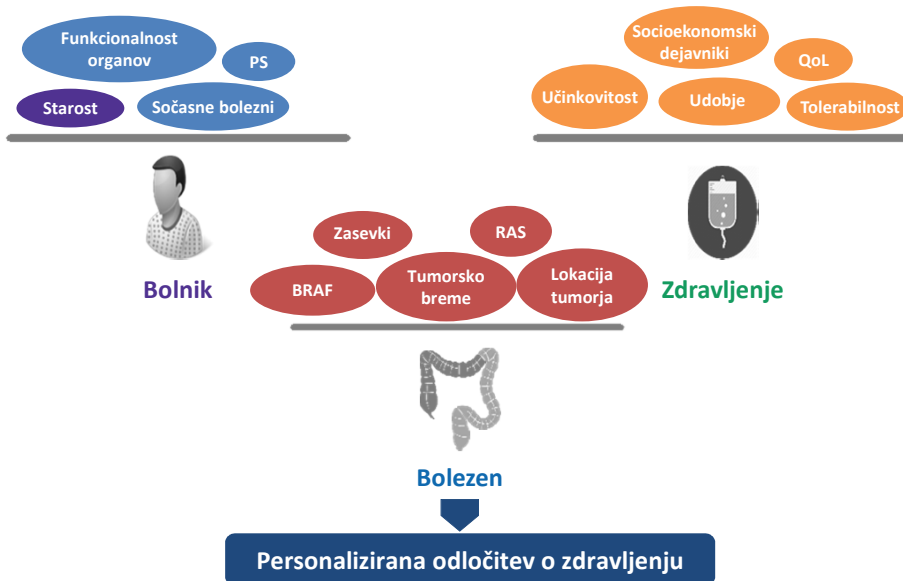 Funkcionalnost
organov
PS
Starost
Sočasne bolezni
Bolnik
Socioekonomski
dejavniki
QoL
Učinkovitost
Udobje
Tolerabilnost
Zdravljenje
Zasevki
RAS
BRAF
Tumorsko
breme
Lokacija
tumorja
Bolezen
Personalizirana odločitev o zdravljenju